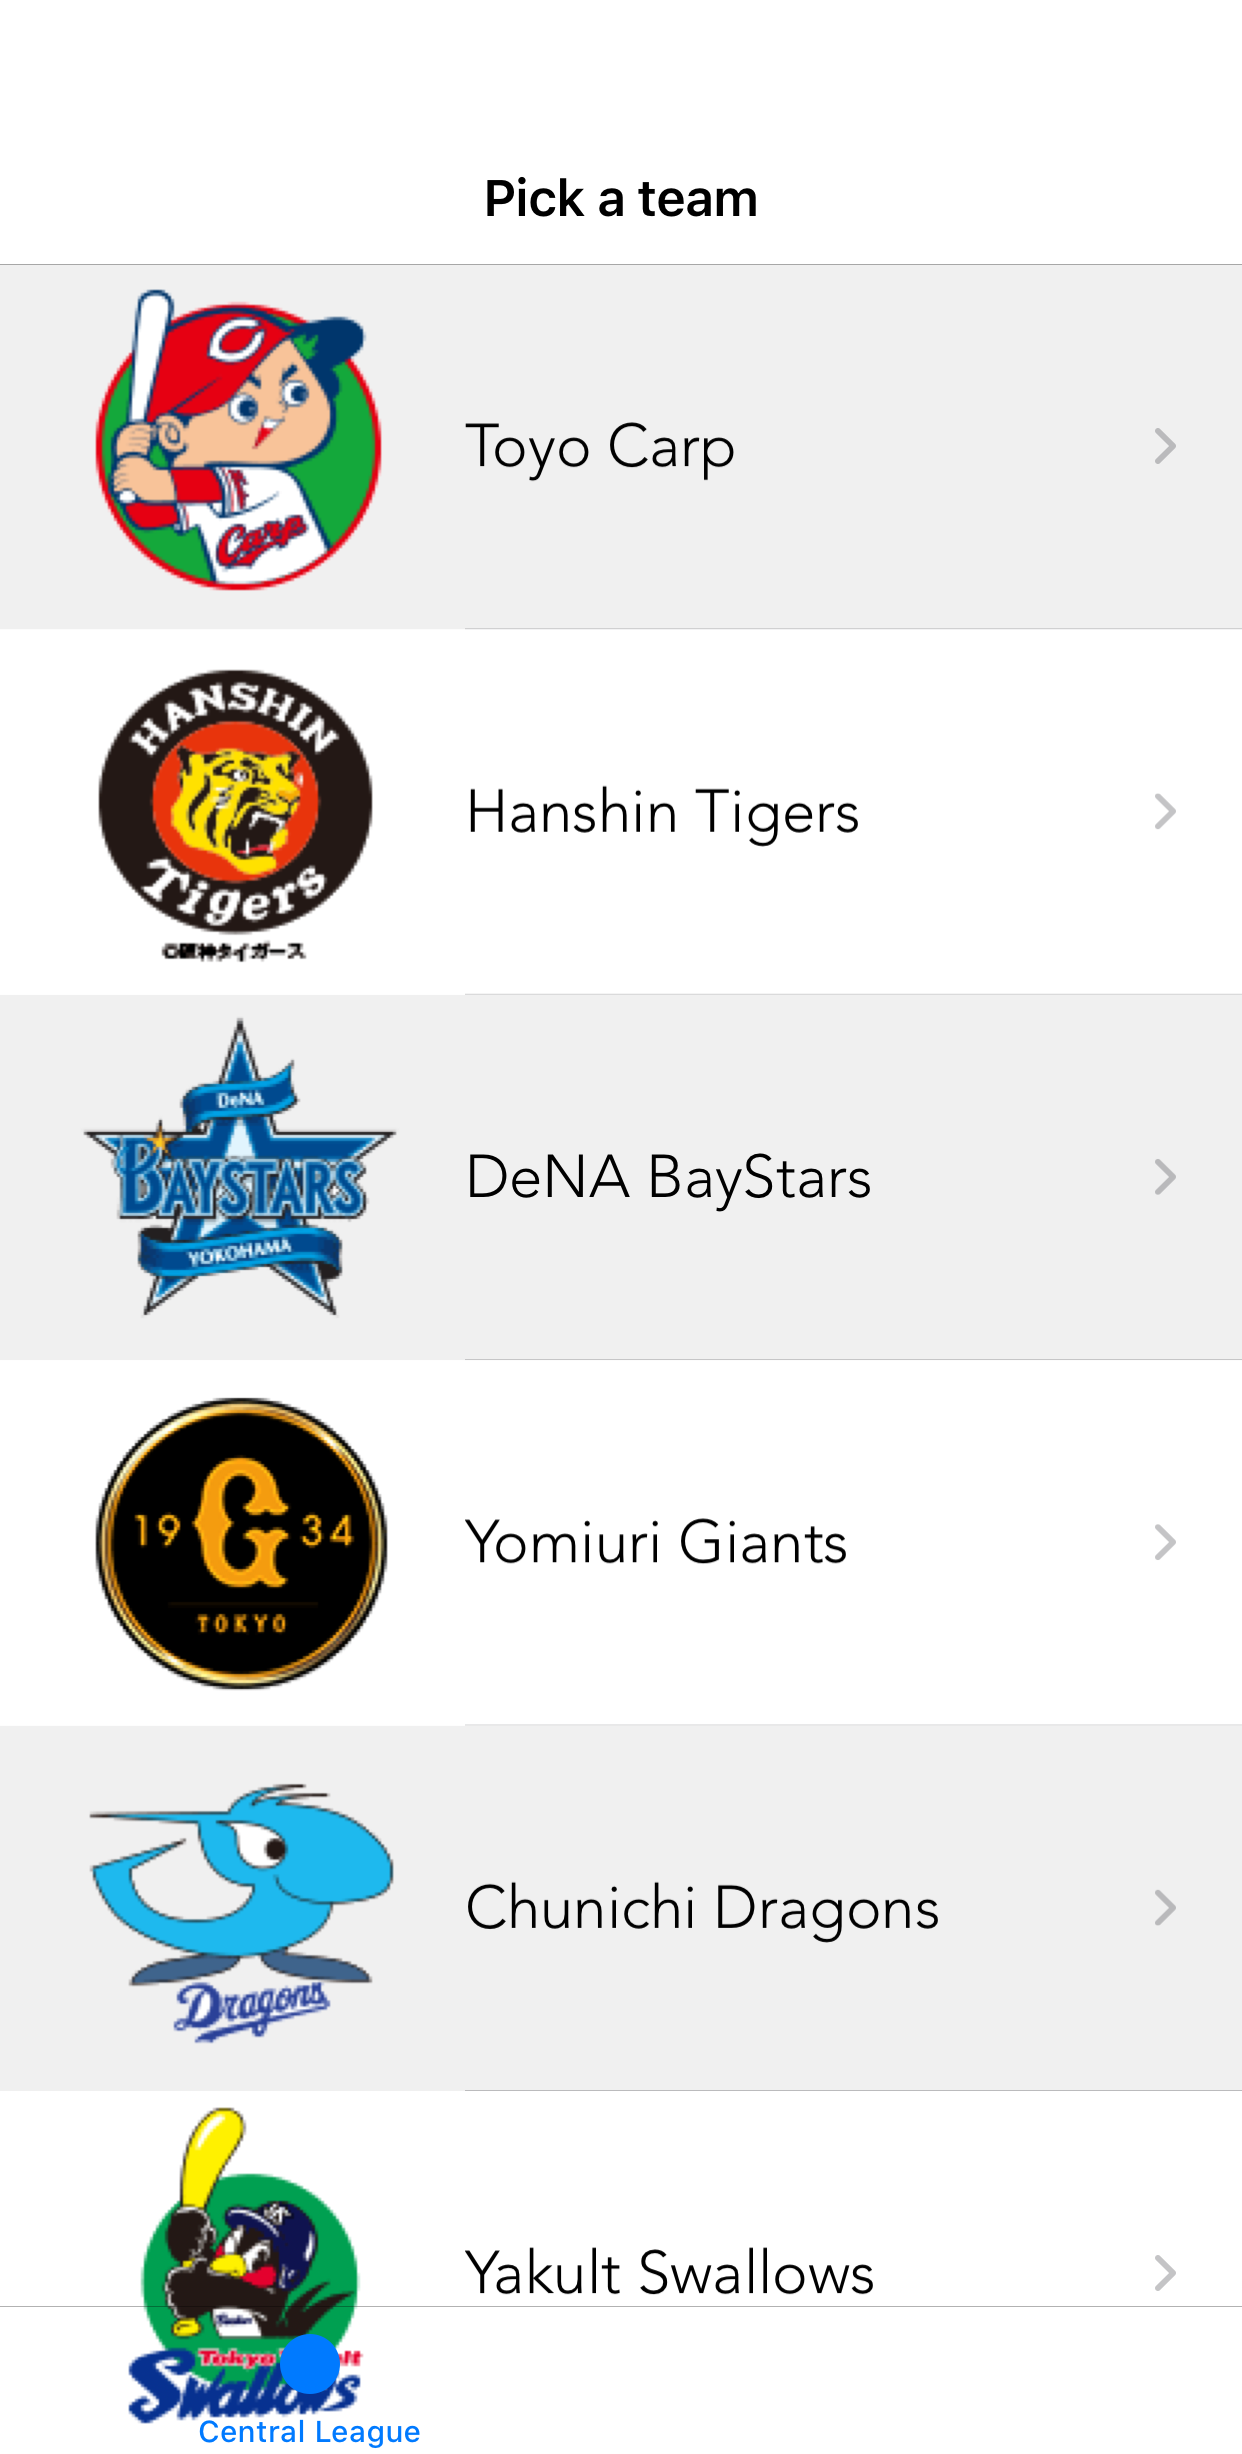 Pick a team
C
Carp
Toyo Carp
HANSHIN
Tigers
©阪神タイガース
Hanshin Tigers
DeNA
BAYSTARS
YOKOHAMA
DeNA BayStars
19 G 34
TOKYO
Yomiuri Giants
Dragons
Chunichi Dragons
Yakult Swallows
Tokyo
Swallows
Central League